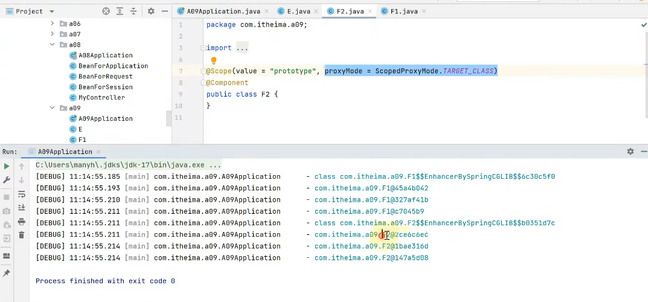 Project
A09Application.java
E.java
F2.java
F1.java
a06
a07
a08
A08Application
BeanForApplication
BeanForRequest
BeanForSession
MyController
a09
A09Application
E
F1
1
2
3
6
7
8
9
10
11
package com.itheima.a09;
import ...
@Scope(value = "prototype", proxyMode = ScopedProxyMode.TARGET_CLASS)
@Component
public class F2 {
}
Run:
A09Application
C:\Users\manyh\.jdks\jdk-17\bin\java.exe ...
[DEBUG] 11:14:55.185 [main] com.itheima.a09.A09Application - class com.itheima.a09.F1$$EnhancerBySpringCGLIB$$6c30c5f0
[DEBUG] 11:14:55.193 [main] com.itheima.a09.A09Application - com.itheima.a09.F1@45a4b042
[DEBUG] 11:14:55.210 [main] com.itheima.a09.A09Application - com.itheima.a09.F1@327af41b
[DEBUG] 11:14:55.211 [main] com.itheima.a09.A09Application - com.itheima.a09.F1@c7045b9
[DEBUG] 11:14:55.211 [main] com.itheima.a09.A09Application - class com.itheima.a09.F2$$EnhancerBySpringCGLIB$$b0351d7c
[DEBUG] 11:14:55.211 [main] com.itheima.a09.A09Application - com.itheima.a09.F2@2ce6c6ec
[DEBUG] 11:14:55.214 [main] com.itheima.a09.A09Application - com.itheima.a09.F2@1bae316d
[DEBUG] 11:14:55.214 [main] com.itheima.a09.A09Application - com.itheima.a09.F2@147a5d08
Process finished with exit code 0